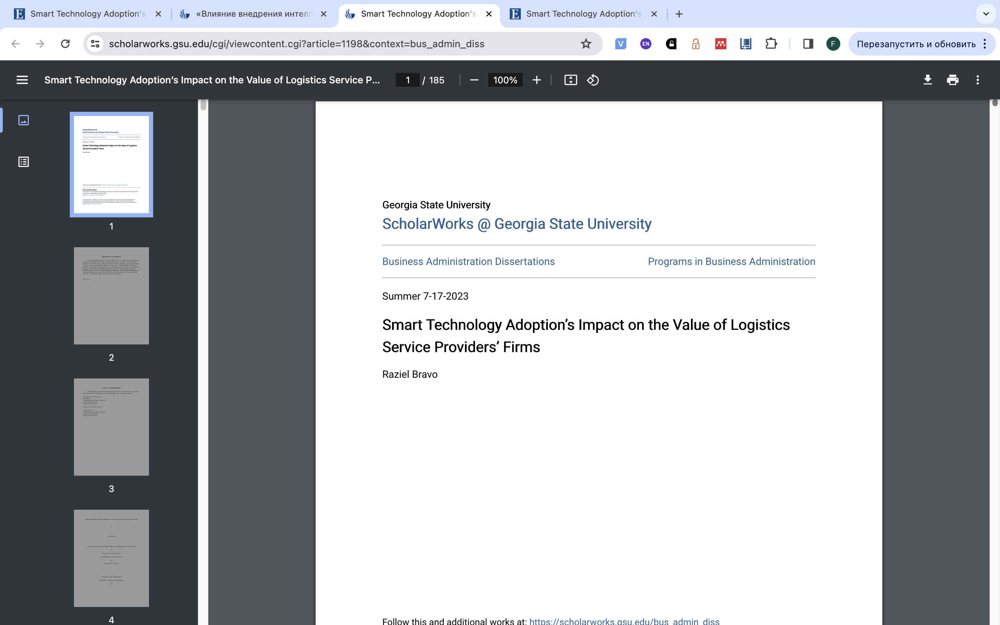 Smart Technology Adoption's
«Влияние внедрения интелл
Smart Technology Adoption's
Smart Technology Adoption's
scholarworks.gsu.edu/cgi/viewcontent.cgi?article=1198&context=bus_admin_diss
EN
F
Перезапустить и обновить
Smart Technology Adoption’s Impact on the Value of Logistics Service P...
1 / 185
100%
Georgia State University
ScholarWorks @ Georgia State University
Business Administration Dissertations
Programs in Business Administration
Summer 7-17-2023
Smart Technology Adoption’s Impact on the Value of Logistics
Service Providers’ Firms
Raziel Bravo
Follow this and additional works at: https://scholarworks.gsu.edu/bus_admin_diss
1
2
3
4